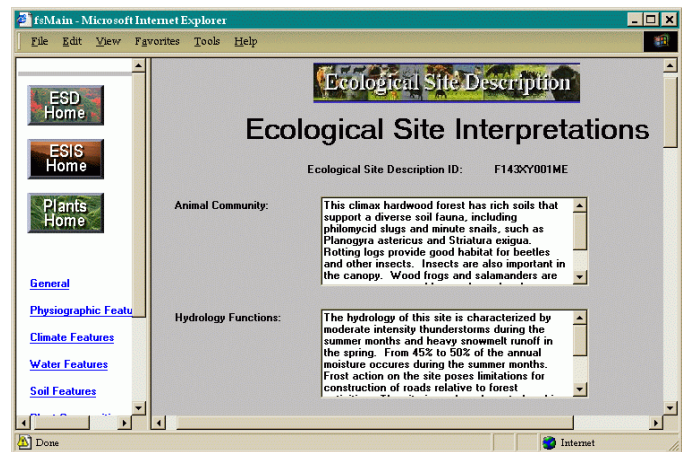 fsMain - Microsoft Internet Explorer
File Edit View Favorites Tools Help
ESD
Home
ESIS
Home
Plants
Home
General
Physiographic Featu
Climate Features
Water Features
Soil Features
Ecological Site Description
Ecological Site Interpretations
Ecological Site Description ID: F143XY001ME
Animal Community:
This climax hardwood forest has rich soils that
support a diverse soil fauna, including
philomycid slugs and minute snails, such as
Planogyra astericus and Striatura exigua.
Rotting logs provide good habitat for beetles
and other insects. Insects are also important in
the canopy. Wood frogs and salamanders are
Hydrology Functions:
The hydrology of this site is characterized by
moderate intensity thunderstorms during the
summer months and heavy snowmelt runoff in
the spring. From 45% to 50% of the annual
moisture occures during the summer months.
Frost action on the site poses limitations for
construction of roads relative to forest
Done
Internet